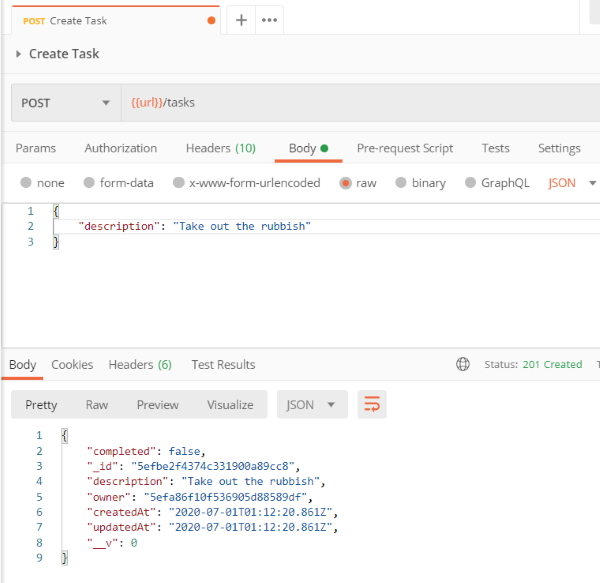 POST Create Task
Create Task
POST {{url}}/tasks
Params Authorization Headers (10) Body Pre-request Script Tests Settings
none form-data x-www-form-urlencoded raw binary GraphQL JSON
1 {
2 "description": "Take out the rubbish"
3 }
Body Cookies Headers (6) Test Results Status: 201 Created
Pretty Raw Preview Visualize JSON
1 {
2 "completed": false,
3 "_id": "5efbe2f4374c331900a89cc8",
4 "description": "Take out the rubbish",
5 "owner": "5efa86f10f536905d88589df",
6 "createdAt": "2020-07-01T01:12:20.861Z",
7 "updatedAt": "2020-07-01T01:12:20.861Z",
8 "__v": 0
9 }